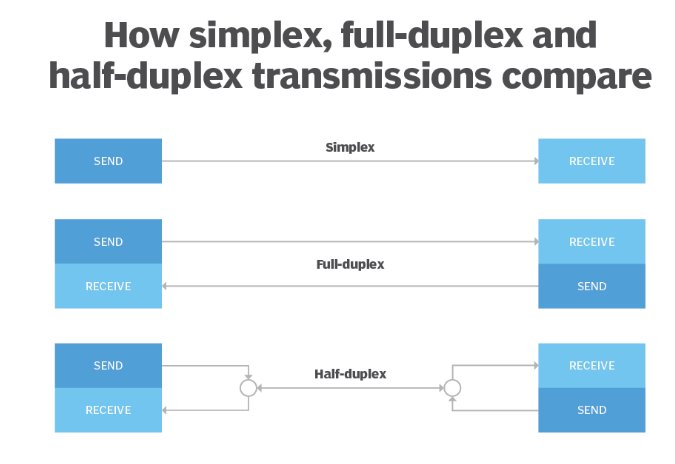 How simplex, full-duplex and
half-duplex transmissions compare
Simplex
SEND
RECEIVE
SEND
RECEIVE
Full-duplex
RECEIVE
SEND
Half-duplex
SEND
RECEIVE
RECEIVE
SEND